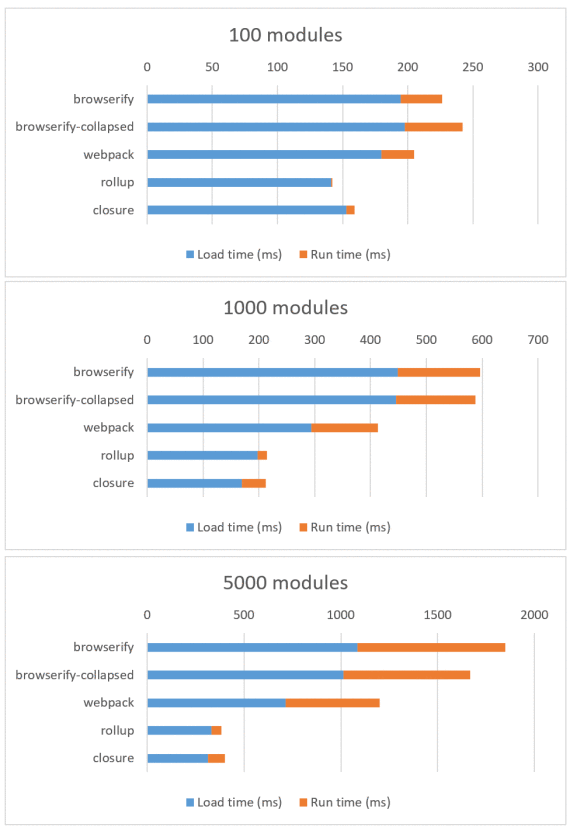 100 modules
0 50 100 150 200 250 300
browserify
browserify-collapsed
webpack
rollup
closure
Load time (ms) Run time (ms)
1000 modules
0 100 200 300 400 500 600 700
browserify
browserify-collapsed
webpack
rollup
closure
Load time (ms) Run time (ms)
5000 modules
0 500 1000 1500 2000
browserify
browserify-collapsed
webpack
rollup
closure
Load time (ms) Run time (ms)